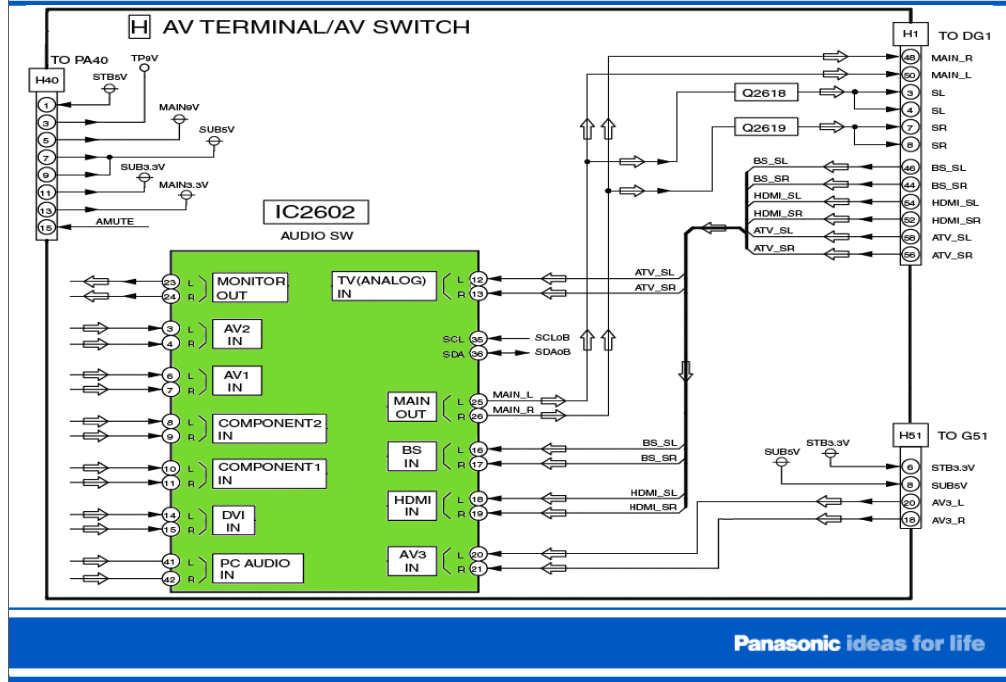 H AV TERMINAL/AV SWITCH
TO PA40
H40
1
3
5
7
9
11
13
15
STB5V
TP9V
MAIN9V
SUB5V
SUB3.3V
MAIN3.3V
AMUTE
IC2602
AUDIO SW
23 L MONITOR
24 R OUT
3 L AV2
4 R IN
6 L AV1
7 R IN
8 L COMPONENT2
9 R IN
10 L COMPONENT1
11 R IN
14 L DVI
15 R IN
41 L PC AUDIO
42 R IN
TV(ANALOG) L 12 ATV_SL
IN R 13 ATV_SR
SCL 35 SCL0B
SDA 36 SDA0B
MAIN L 25 MAIN_L
OUT R 26 MAIN_R
BS L 16 BS_SL
IN R 17 BS_SR
HDMI L 18 HDMI_SL
IN R 19 HDMI_SR
AV3 L 20
IN R 21
Q2618
Q2619
BS_SL
BS_SR
HDMI_SL
HDMI_SR
ATV_SL
ATV_SR
H1 TO DG1
48 MAIN_R
50 MAIN_L
3 SL
4 SL
7 SR
8 SR
46 BS_SL
44 BS_SR
54 HDMI_SL
52 HDMI_SR
58 ATV_SL
56 ATV_SR
H51 TO G51
STB3.3V
SUB5V
6 STB3.3V
8 SUB5V
20 AV3_L
18 AV3_R
Panasonic ideas for life